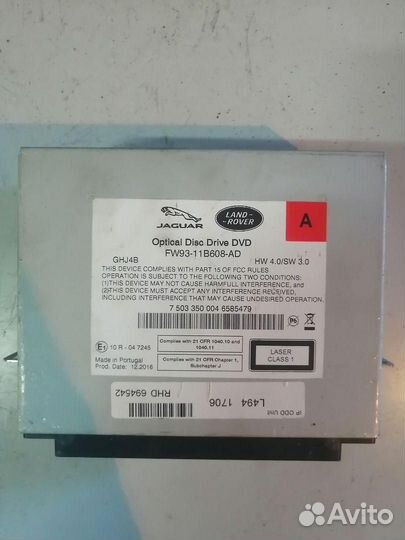 JAGUAR
LAND
ROVER
A
Optical Disc Drive DVD
GHJ4B
FW93-11B608-AD
HW 4.0/SW 3.0
THIS DEVICE COMPLIES WITH PART 15 OF FCC RULES
OPERATION IS SUBJECT TO THE FOLLOWING TWO CONDITIONS:
(1)THIS DEVICE MAY NOT CAUSE HARMFULL INTERFERENCE, AND
(2) THIS DEVICE MUST ACCEPT ANY INTERFERENCE RECEIVED,
INCLUDING INTERFERENCE THAT MAY CAUSE UNDESIRED OPERATION.
7 503 350 004 6585479
E1 10 R - 04 7245
Made in Portugal
Prod. Date: 12.2016
Complies with 21 CFR 1040.10 and
1040.11
Complies with 21 CFR Chapter 1,
Subchapter J
LASER
CLASS 1
IP ODD Unit
L494 1706
RHD 694542
Avito